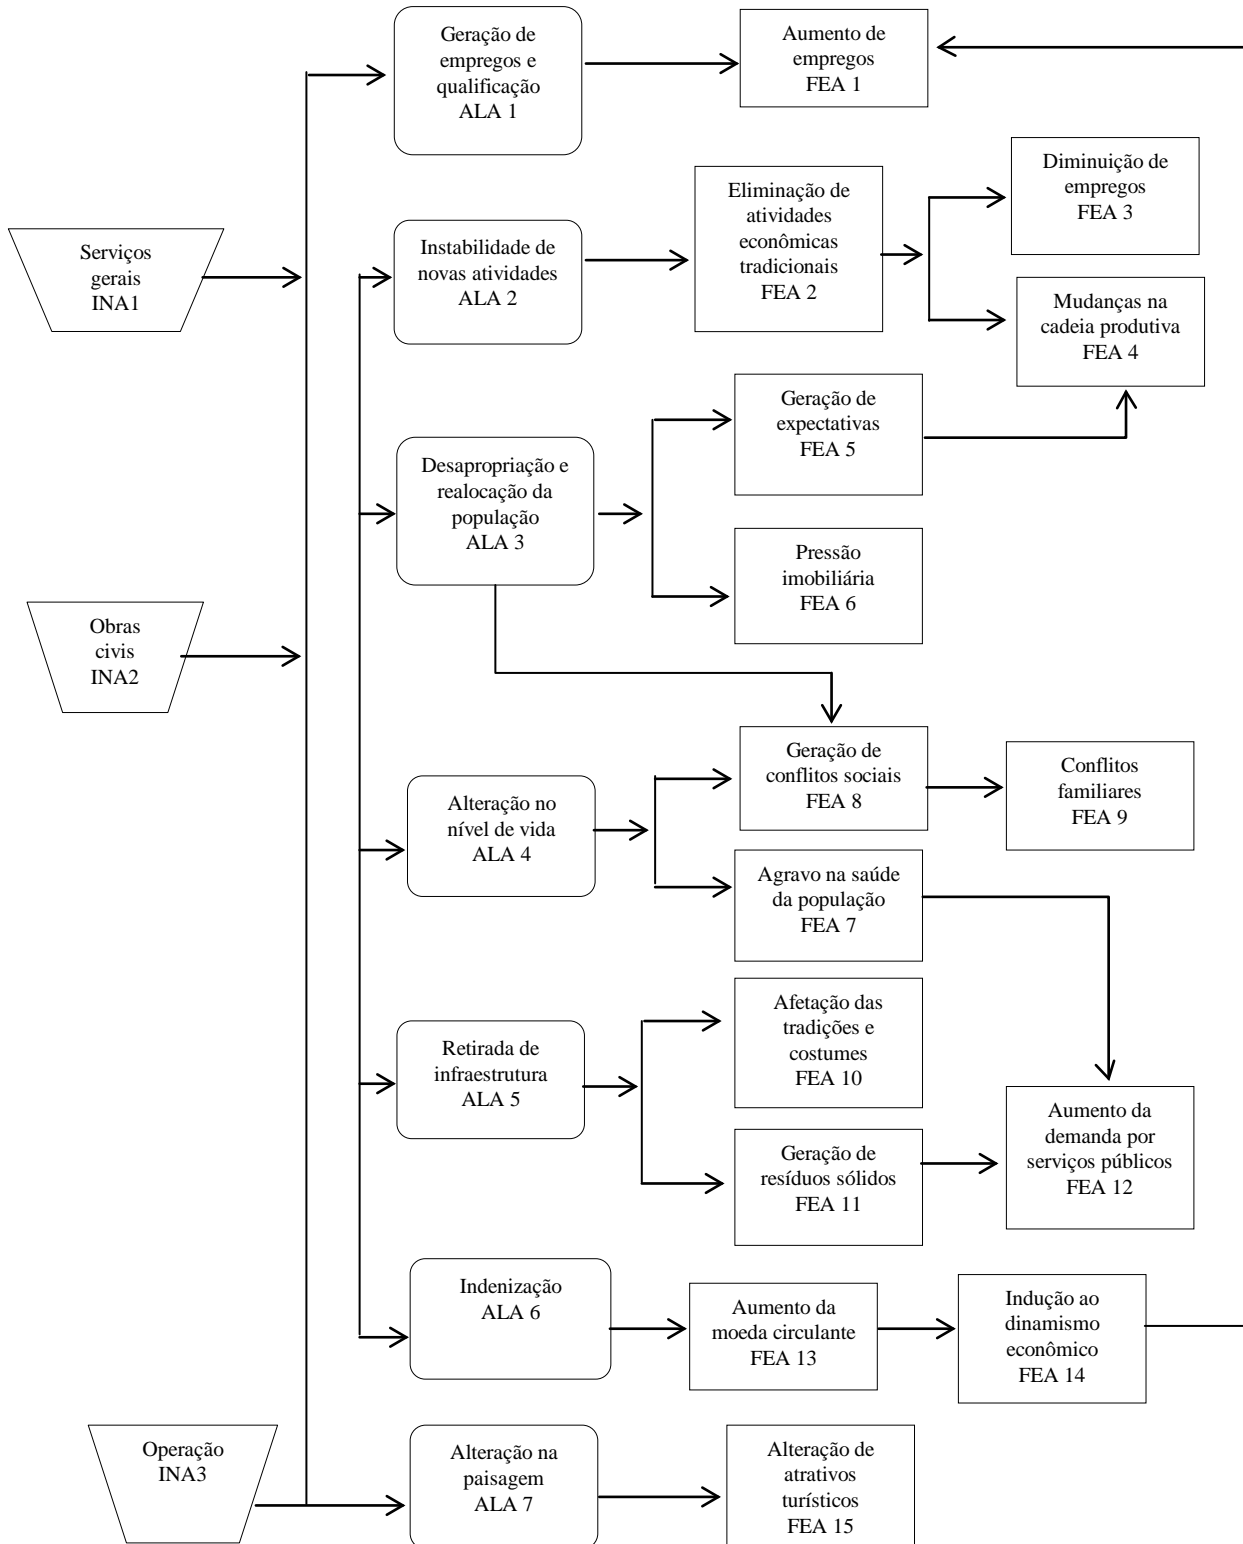 Geração de
empregos e
qualificação
ALA 1
Aumento de
empregos
FEA 1
Diminuição de
empregos
FEA 3
Serviços
gerais
INA1
Instabilidade de
novas atividades
ALA 2
Eliminação de
atividades
econômicas
tradicionais
FEA 2
Mudanças na
cadeia produtiva
FEA 4
Geração de
expectativas
FEA 5
Desapropriação e
realocação da
população
ALA 3
Pressão
imobiliária
FEA 6
Obras
civis
INA2
Geração de
conflitos sociais
FEA 8
Conflitos
familiares
FEA 9
Alteração no
nível de vida
ALA 4
Agravo na saúde
da população
FEA 7
Afetação das
tradições e
costumes
FEA 10
Retirada de
infraestrutura
ALA 5
Geração de
resíduos sólidos
FEA 11
Aumento da
demanda por
serviços públicos
FEA 12
Indenização
ALA 6
Aumento da
moeda circulante
FEA 13
Indução ao
dinamismo
econômico
FEA 14
Operação
INA3
Alteração na
paisagem
ALA 7
Alteração de
atrativos
turísticos
FEA 15